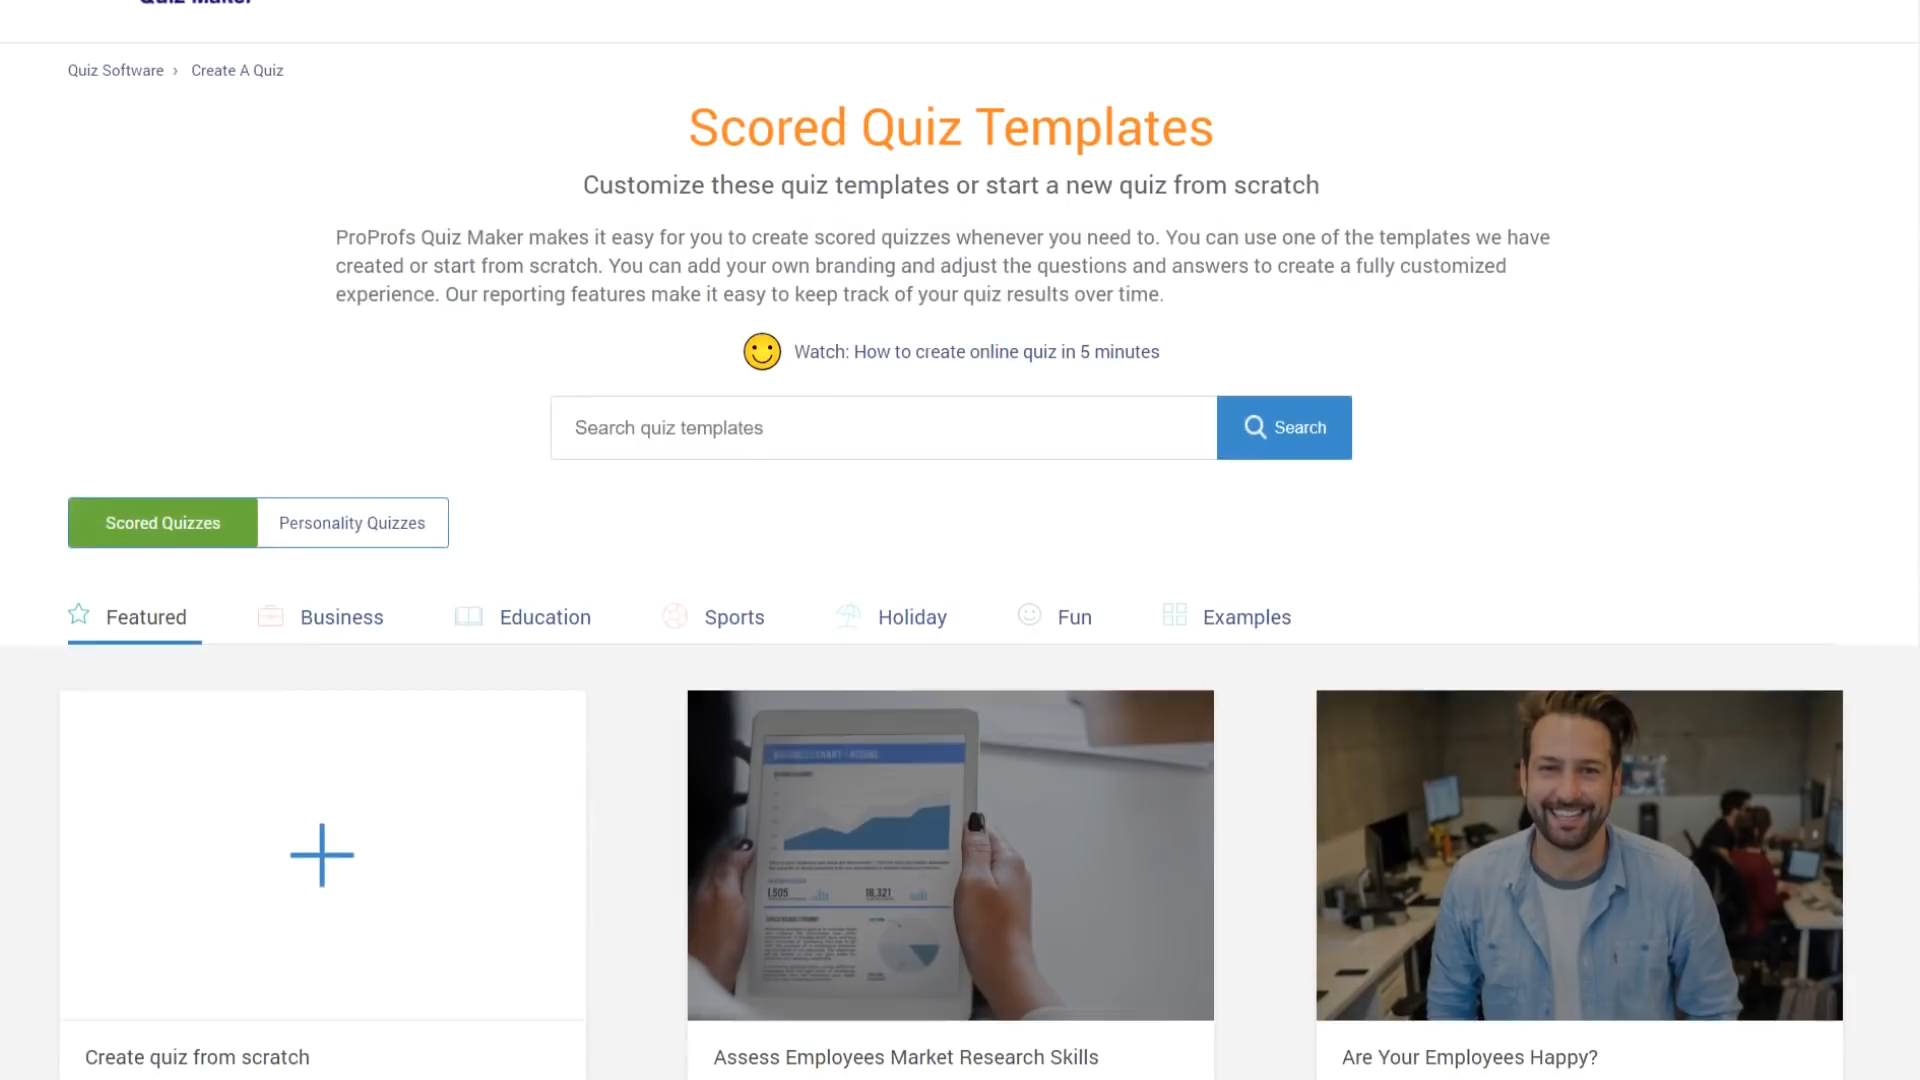 Quiz Maker
Quiz Software › Create A Quiz
Scored Quiz Templates
Customize these quiz templates or start a new quiz from scratch
ProProfs Quiz Maker makes it easy for you to create scored quizzes whenever you need to. You can use one of the templates we have
created or start from scratch. You can add your own branding and adjust the questions and answers to create a fully customized
experience. Our reporting features make it easy to keep track of your quiz results over time.
Watch: How to create online quiz in 5 minutes
Search quiz templates
Search
Scored Quizzes
Personality Quizzes
Featured
Business
Education
Sports
Holiday
Fun
Examples
1,505
18,321
Create quiz from scratch
Assess Employees Market Research Skills
Are Your Employees Happy?